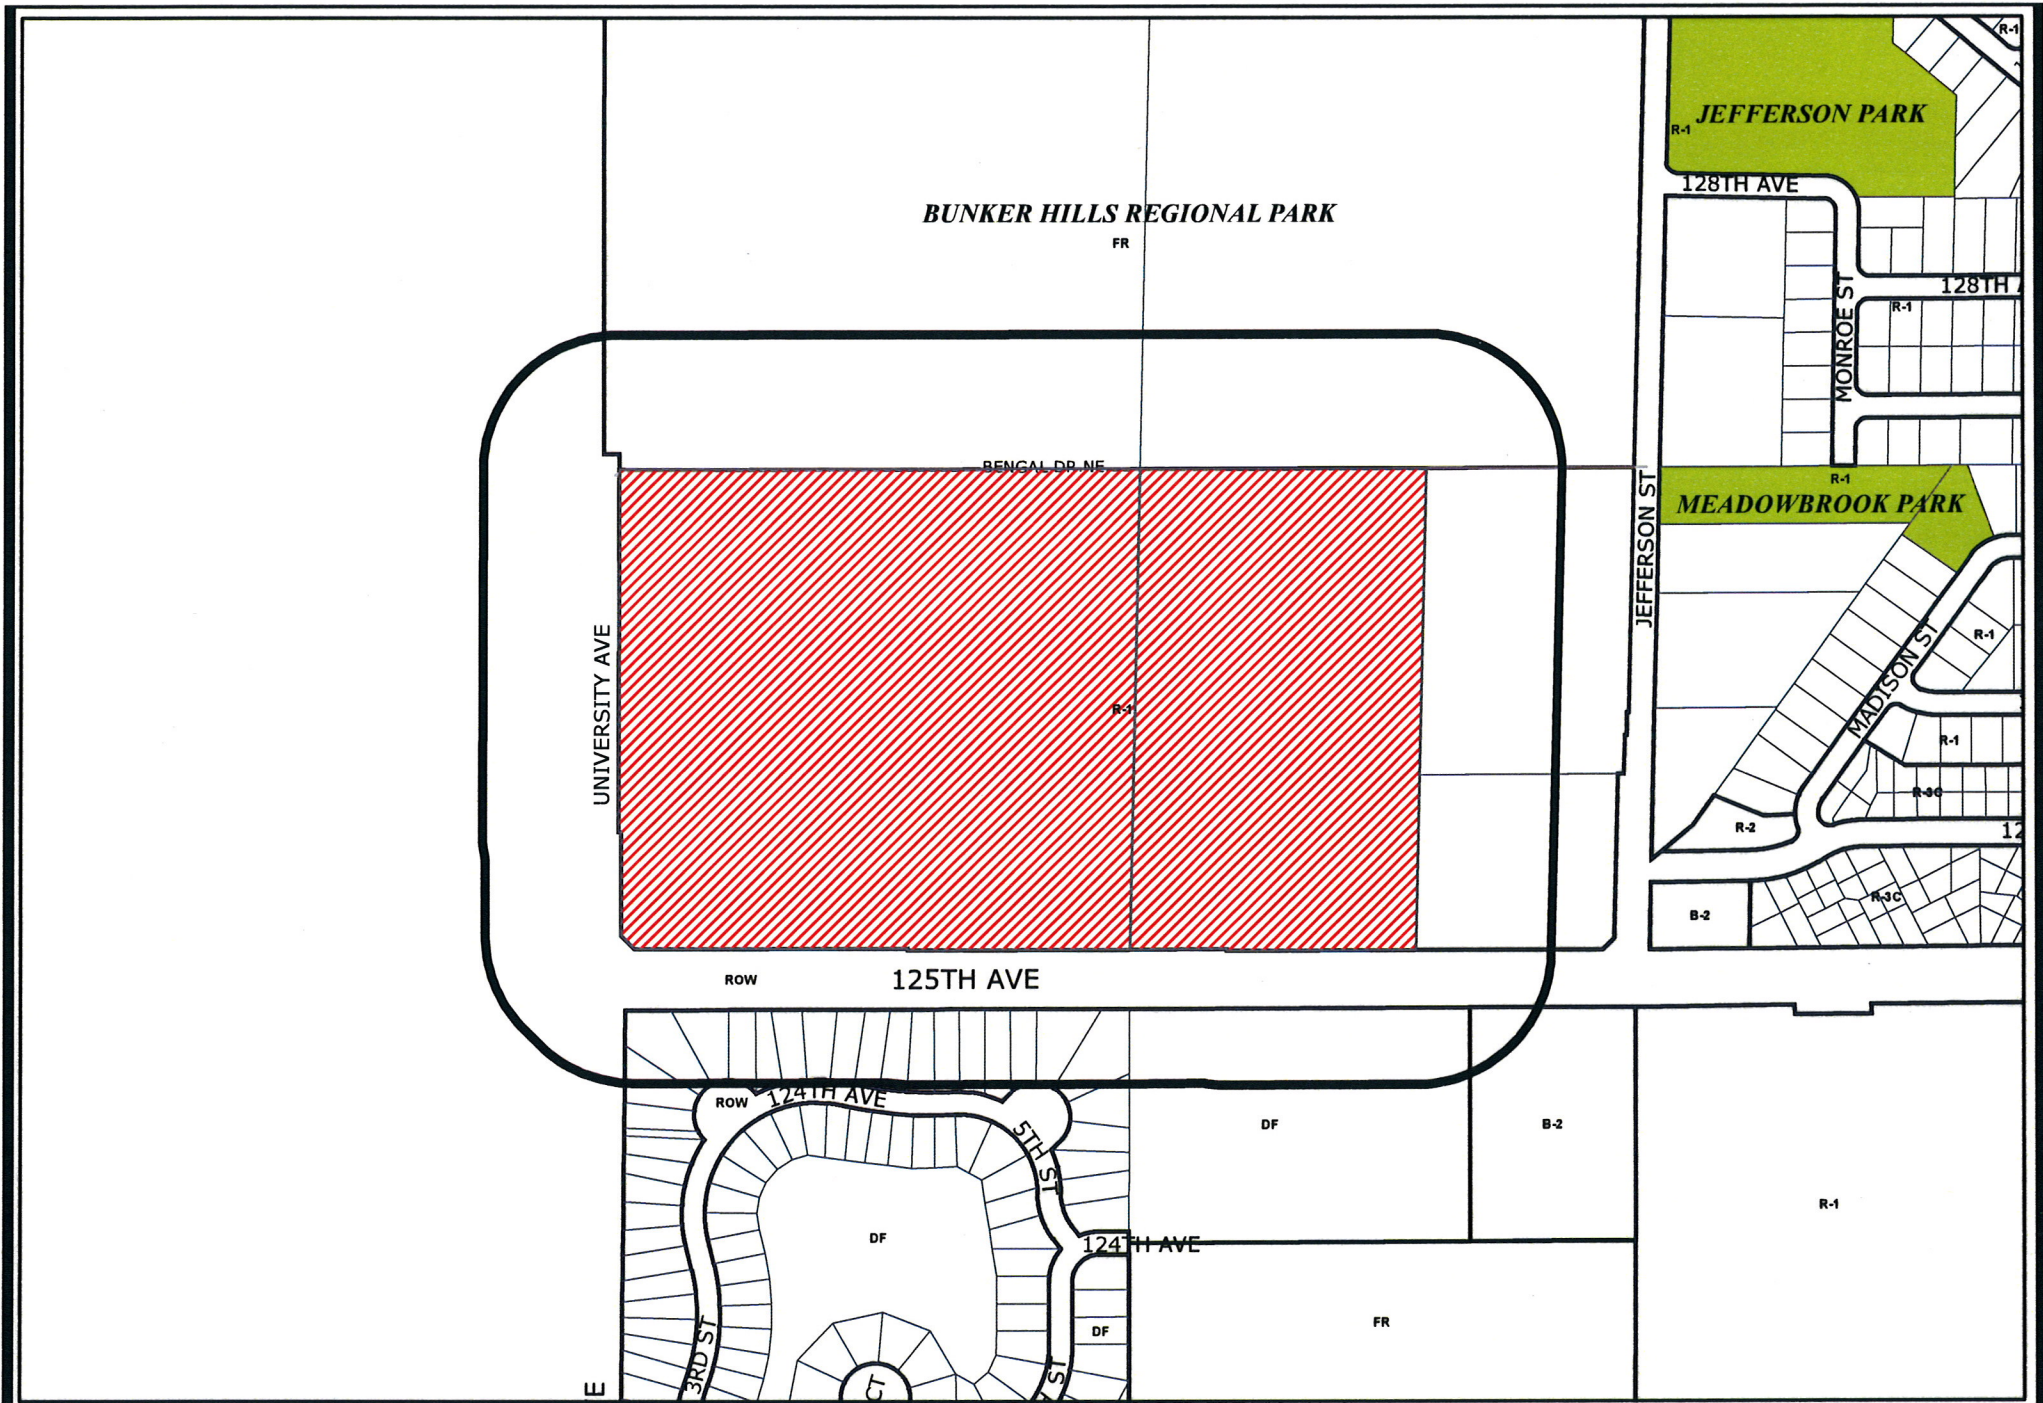 R-1
JEFFERSON PARK
R-1
128TH AVE
BUNKER HILLS REGIONAL PARK
FR
128TH
R-1
MONROE ST
BENGAL DR NE
R-1
MEADOWBROOK PARK
JEFFERSON ST
R-1
MADISON ST
UNIVERSITY AVE
R-1
R-1
R-3C
R-2
12
R-3C
B-2
ROW
125TH AVE
124TH AVE
ROW
5TH ST
DF
B-2
R-1
DF
124TH AVE
FR
DF
3RD ST
CT
H ST
E